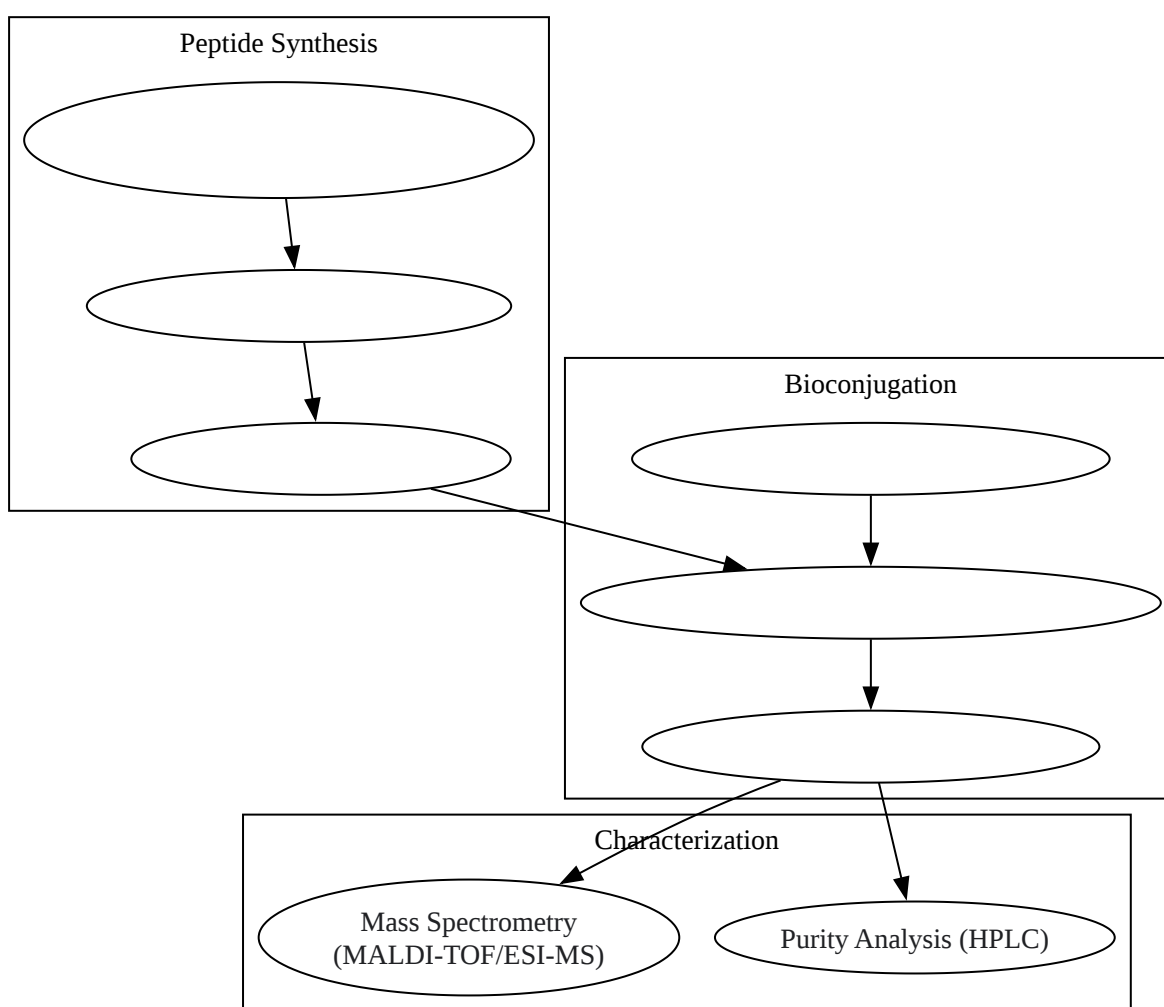 Peptide Synthesis
Bioconjugation
Characterization
Mass Spectrometry
(MALDI-TOF/ESI-MS)
Purity Analysis (HPLC)